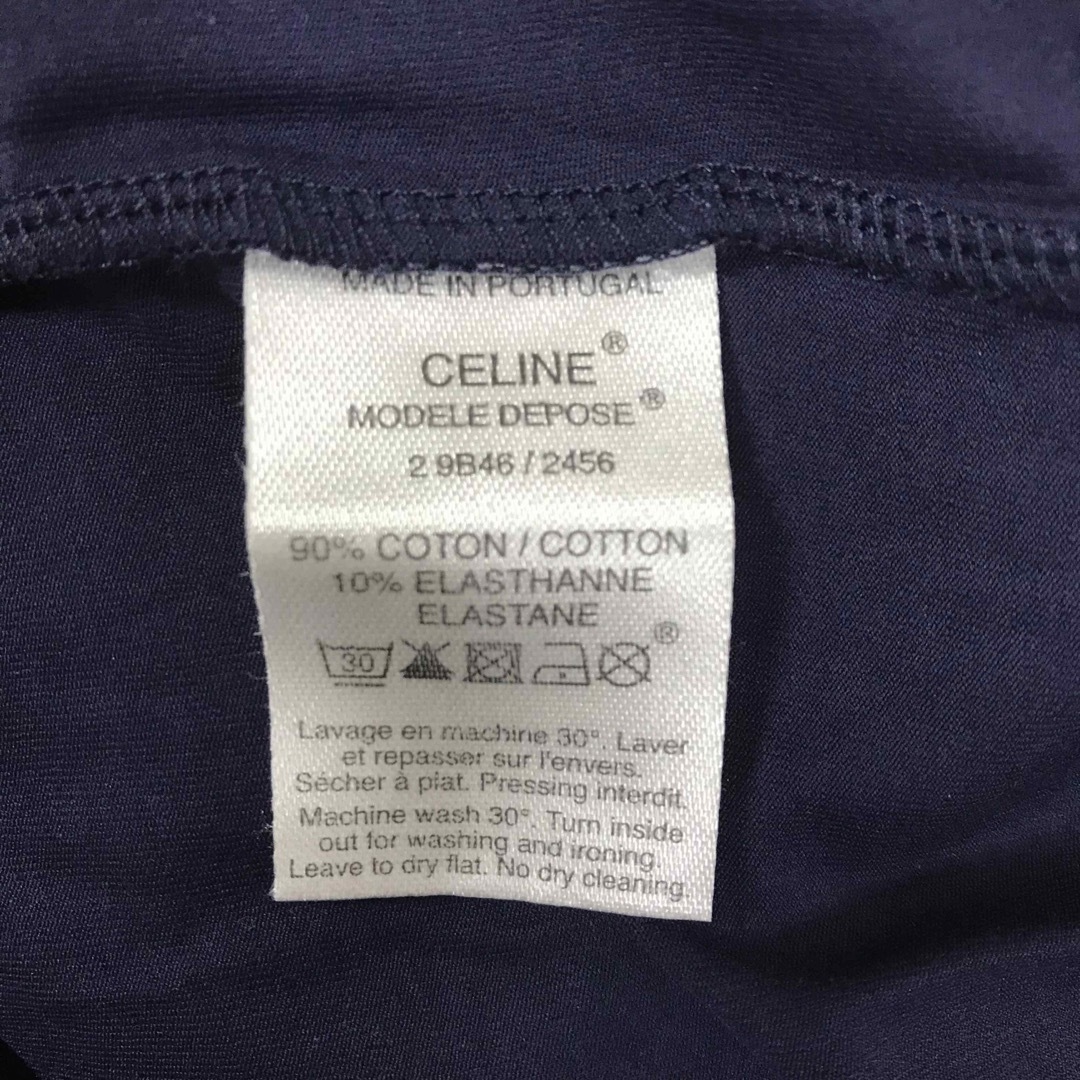 MADE IN PORTUGAL
CELINE®
MODELE DEPOSE®
2 9B46 / 2456
90% COTON / COTTON
10% ELASTHANNE
ELASTANE
30 ®
Lavage en machine 30°. Laver
et repasser sur l'envers.
Sécher à plat. Pressing interdit.
Machine wash 30°. Turn inside
out for washing and ironing.
Leave to dry flat. No dry cleaning.